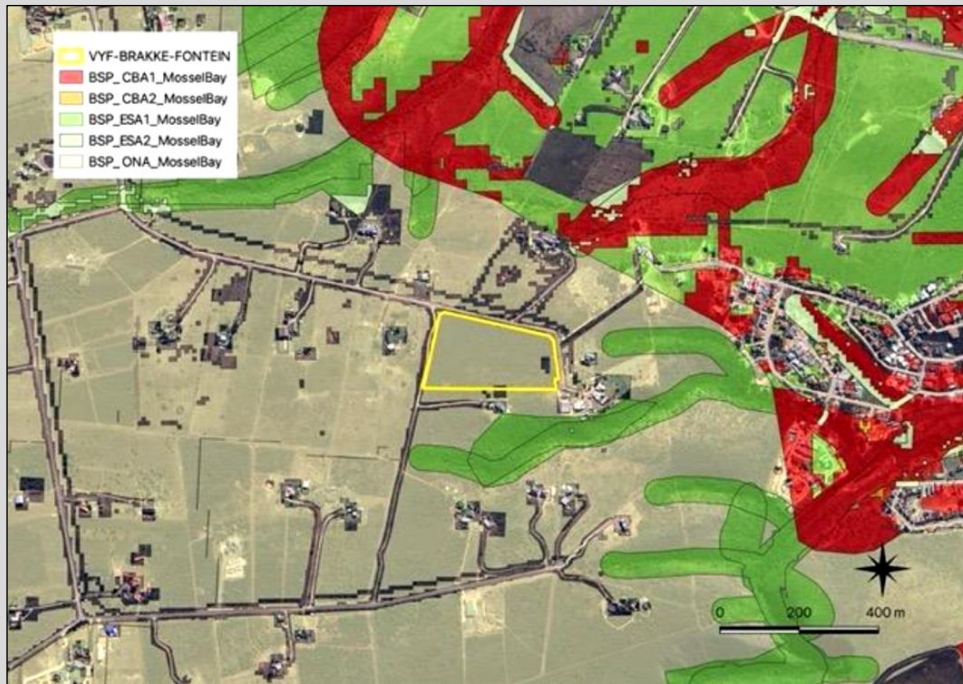 VYF-BRAKKE-FONTEIN
BSP_CBA1_MosselBay
BSP_CBA2_MosselBay
BSP_ESA1_MosselBay
BSP_ESA2_MosselBay
BSP_ONA_MosselBay
0 200 400 m